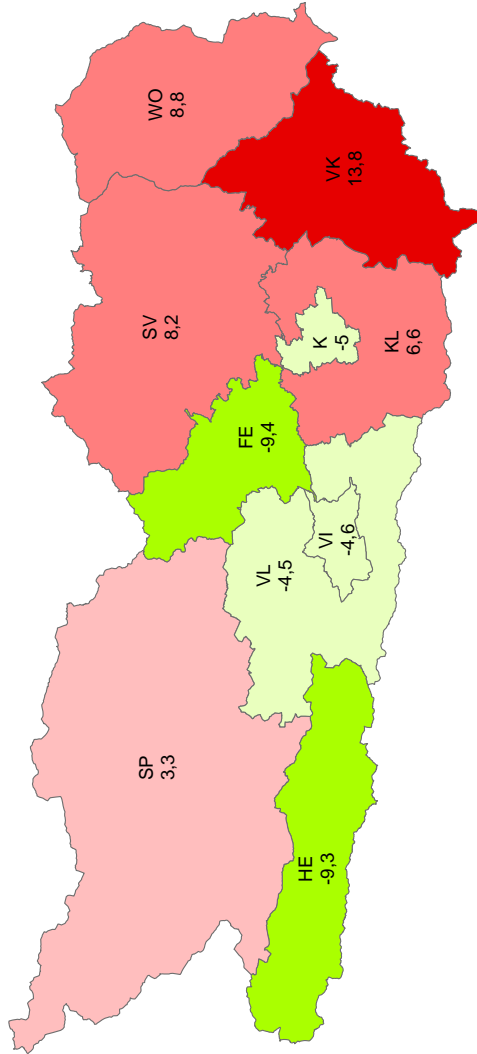 WO
8,8
VK
13,8
SV
8,2
K
-5
KL
6,6
FE
-9,4
VL
-4,5
VI
-4,6
SP
3,3
HE
-9,3